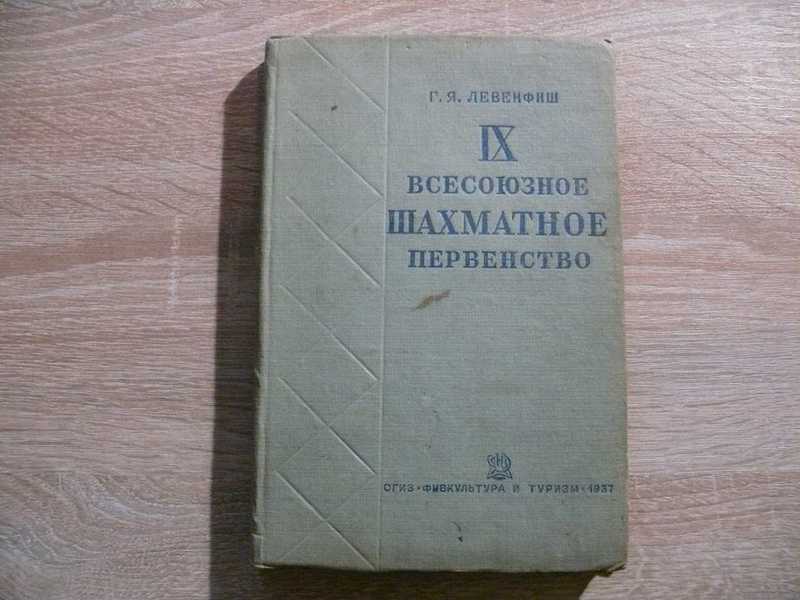 Г. Я. ЛЕВЕНФИШ
IX
ВСЕСОЮЗНОЕ
ШАХМАТНОЕ
ПЕРВЕНСТВО
ОГИЗ • ФИЗКУЛЬТУРА И ТУРИЗМ • 1937